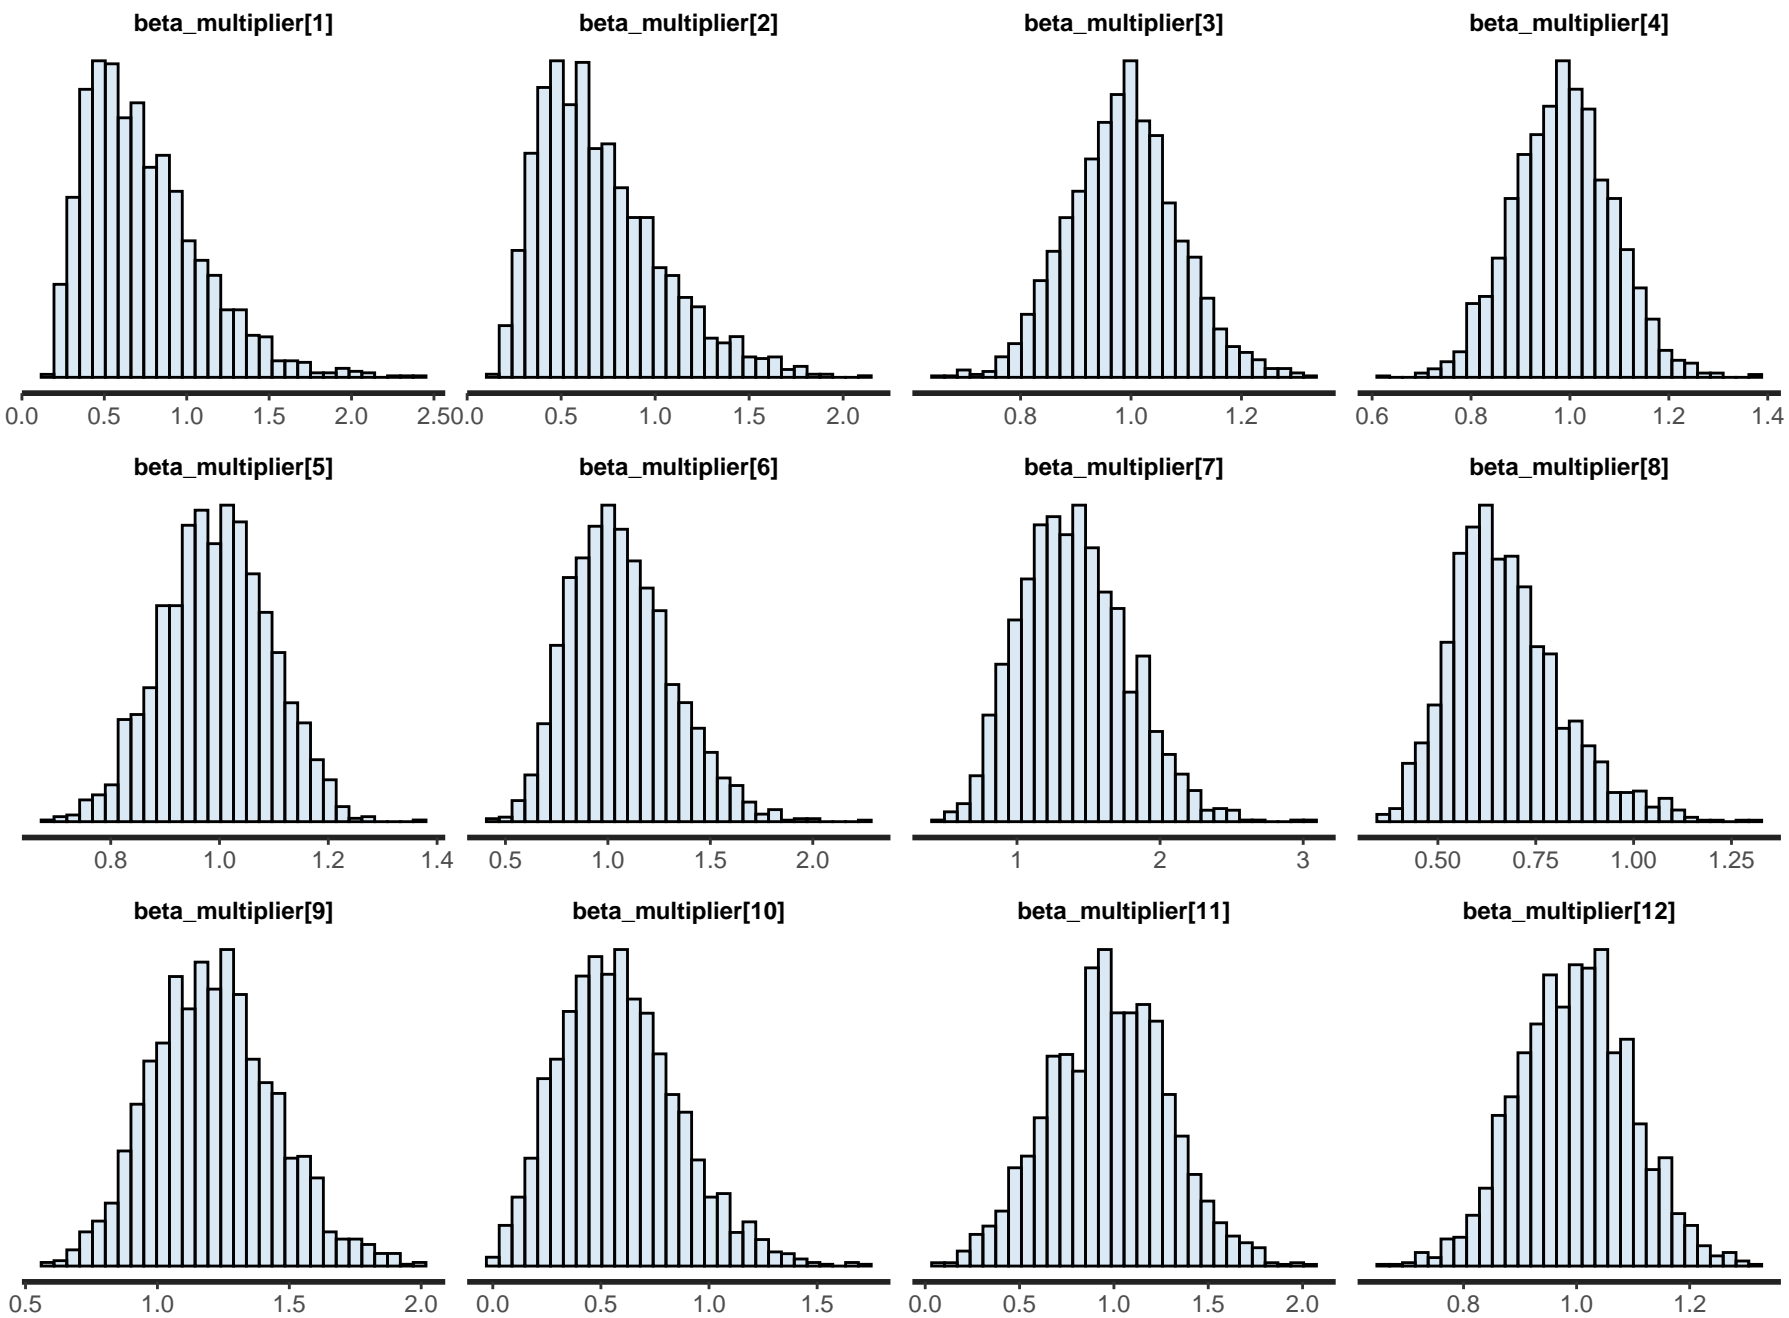 beta_multiplier[1] beta_multiplier[2] beta_multiplier[3] beta_multiplier[4]
0.0 0.5 1.0 1.5 2.0 2.5 0.0 0.5 1.0 1.5 2.0 0.8 1.0 1.2 0.6 0.8 1.0 1.2 1.4
beta_multiplier[5] beta_multiplier[6] beta_multiplier[7] beta_multiplier[8]
0.8 1.0 1.2 1.4 0.5 1.0 1.5 2.0 1 2 3 0.50 0.75 1.00 1.25
beta_multiplier[9] beta_multiplier[10] beta_multiplier[11] beta_multiplier[12]
0.5 1.0 1.5 2.0 0.0 0.5 1.0 1.5 0.0 0.5 1.0 1.5 2.0 0.8 1.0 1.2